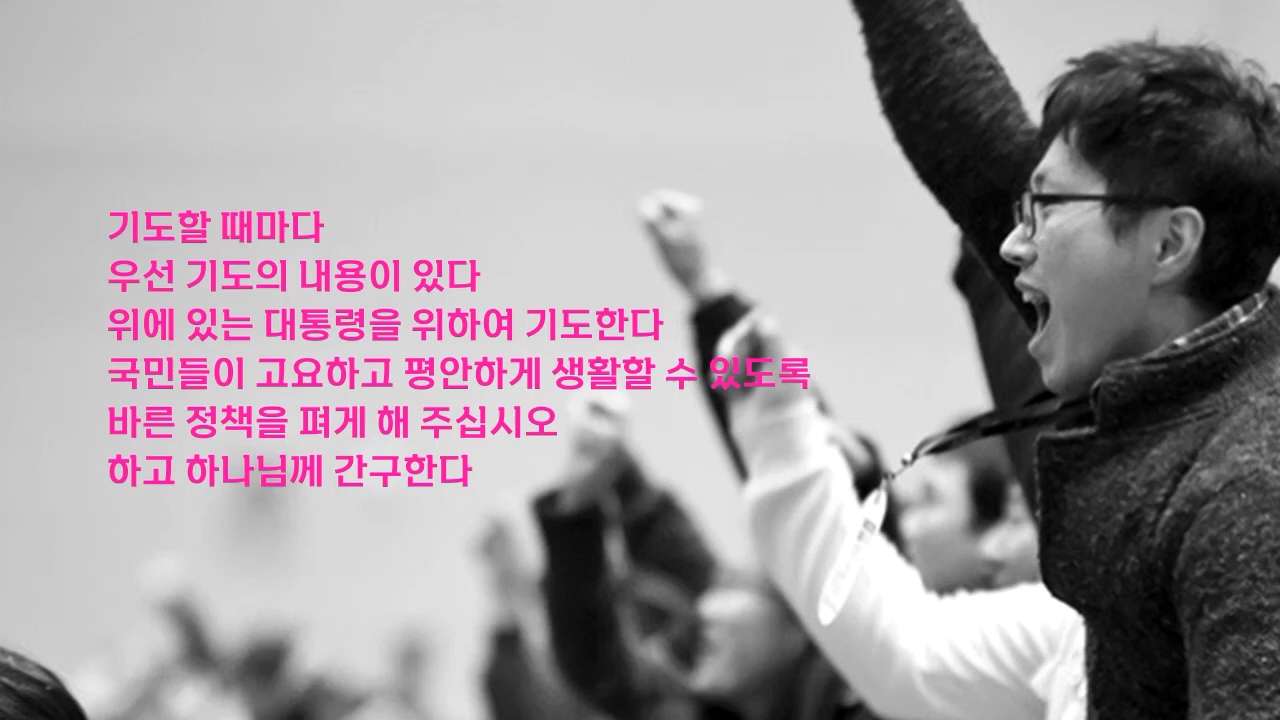 기도할 때마다
우선 기도의 내용이 있다
위에 있는 대통령을 위하여 기도한다
국민들이 고요하고 평안하게 생활할 수 있도록
바른 정책을 펴게 해 주십시오
하고 하나님께 간구한다